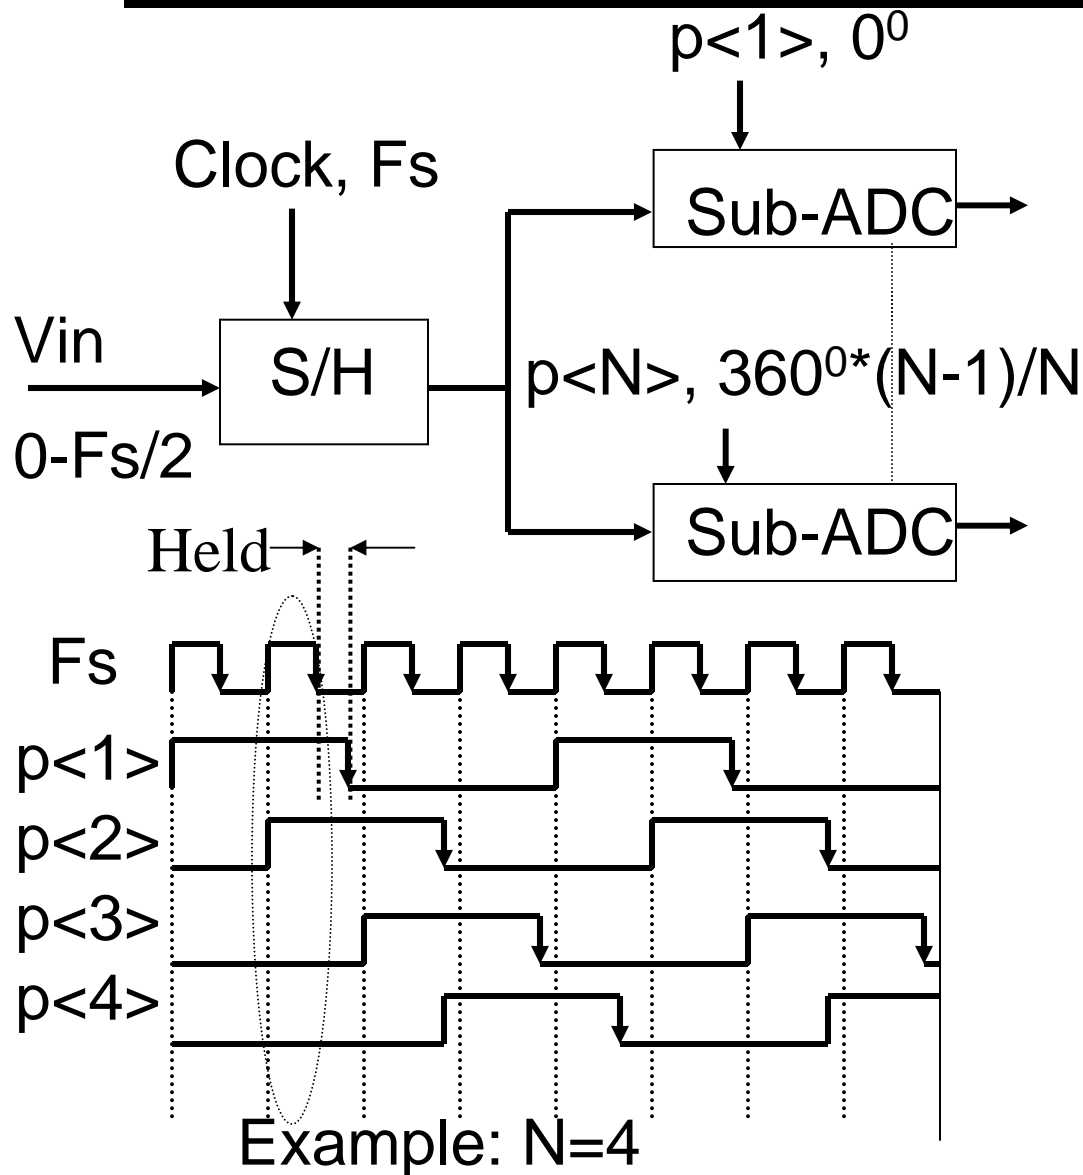 p<1>, 0⁰
Clock, Fs
Sub-ADC
Vin
S/H
p<N>, 360⁰*(N-1)/N
0-Fs/2
Sub-ADC
Held
Fs
p<1>
p<2>
p<3>
p<4>
Example: N=4